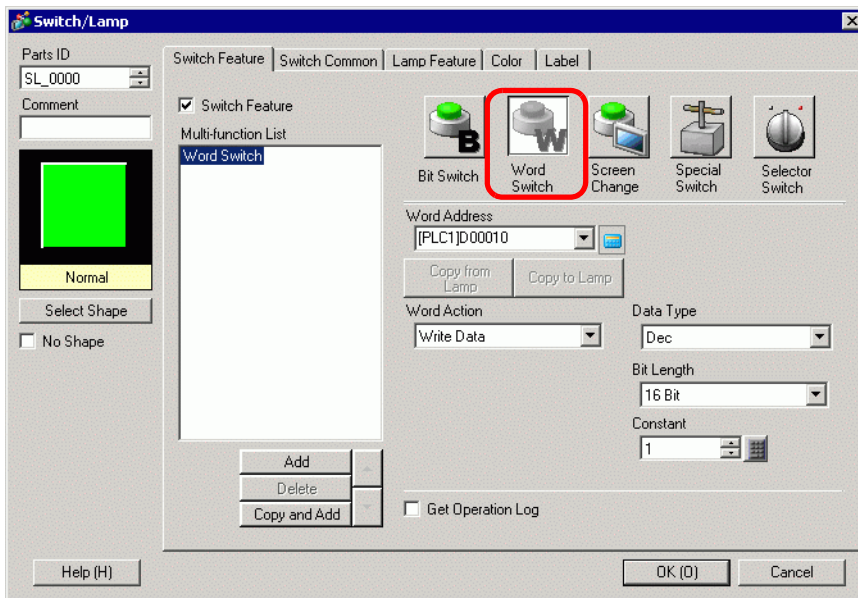 Switch/Lamp
Parts ID
SL_0000
Comment
Normal
Select Shape
No Shape
Switch Feature
Switch Common
Lamp Feature
Color
Label
Switch Feature
Multi-function List
Word Switch
Add
Delete
Copy and Add
B
Bit Switch
W
Word
Switch
Screen
Change
Special
Switch
Selector
Switch
Word Address
[PLC1]D00010
Copy from
Lamp
Copy to Lamp
Word Action
Write Data
Data Type
Dec
Bit Length
16 Bit
Constant
1
Get Operation Log
Help (H)
OK (O)
Cancel